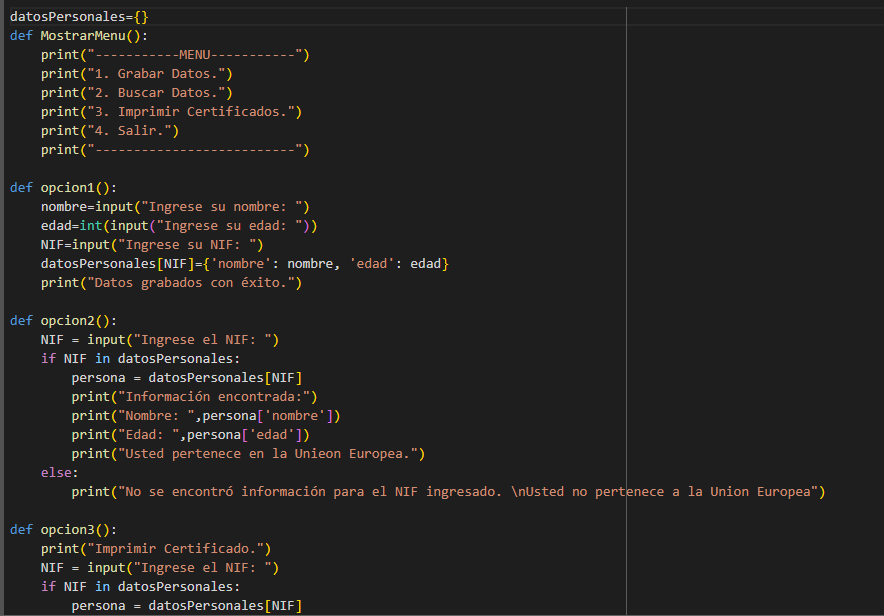 datosPersonales={}
def MostrarMenu():
    print("-----------MENU-----------")
    print("1. Grabar Datos.")
    print("2. Buscar Datos.")
    print("3. Imprimir Certificados.")
    print("4. Salir.")
    print("--------------------------")

def opcion1():
    nombre=input("Ingrese su nombre: ")
    edad=int(input("Ingrese su edad: "))
    NIF=input("Ingrese su NIF: ")
    datosPersonales[NIF]={'nombre': nombre, 'edad': edad}
    print("Datos grabados con éxito.")

def opcion2():
    NIF = input("Ingrese el NIF: ")
    if NIF in datosPersonales:
        persona = datosPersonales[NIF]
        print("Información encontrada:")
        print("Nombre: ",persona['nombre'])
        print("Edad: ",persona['edad'])
        print("Usted pertenece en la Unieon Europea.")
    else:
        print("No se encontró información para el NIF ingresado. \nUsted no pertenece a la Union Europea")

def opcion3():
    print("Imprimir Certificado.")
    NIF = input("Ingrese el NIF: ")
    if NIF in datosPersonales:
        persona = datosPersonales[NIF]